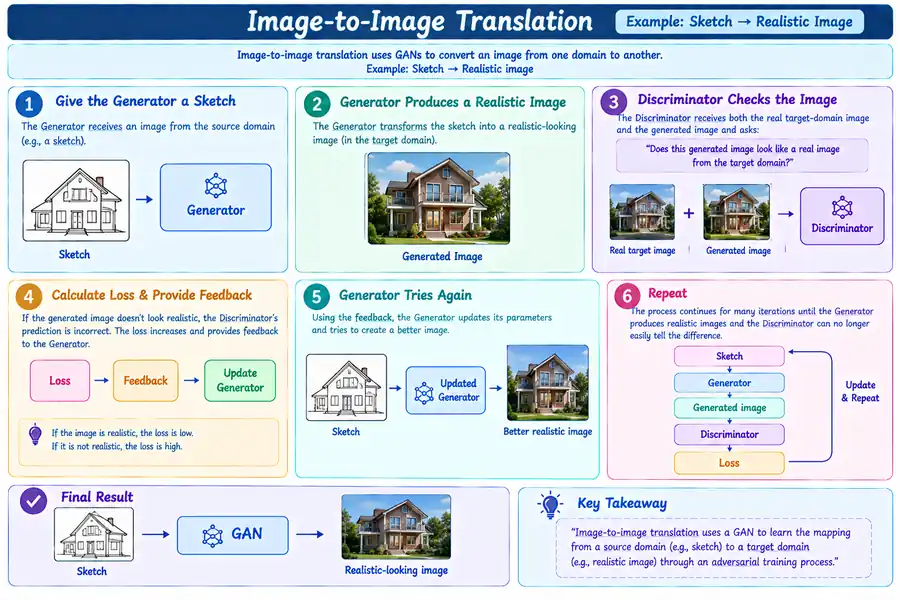 Image-to-Image Translation
Example: Sketch → Realistic Image
Image-to-image translation uses GANs to convert an image from one domain to another.
Example: Sketch → Realistic image
1
Give the Generator a Sketch
The Generator receives an image from the source domain
(e.g., a sketch).
Generator
Sketch
2
Generator Produces a Realistic Image
The Generator transforms the sketch into a realistic-looking
image (in the target domain).
Generated Image
3
Discriminator Checks the Image
The Discriminator receives both the real target-domain image
and the generated image and asks:
"Does this generated image look like a real image
from the target domain?"
+
Discriminator
Real target image
Generated image
4
Calculate Loss & Provide Feedback
If the generated image doesn't look realistic, the Discriminator's
prediction is incorrect. The loss increases and provides feedback
to the Generator.
Loss
Feedback
Update
Generator
If the image is realistic, the loss is low.
If it is not realistic, the loss is high.
5
Generator Tries Again
Using the feedback, the Generator updates its parameters
and tries to create a better image.
Updated
Generator
Sketch
Better realistic image
6
Repeat
The process continues for many iterations until the Generator
produces realistic images and the Discriminator can no longer
easily tell the difference.
Sketch
Generator
Generated image
Discriminator
Loss
Update
& Repeat
Final Result
GAN
Sketch
Realistic-looking image
Key Takeaway
"Image-to-image translation uses a GAN to learn the mapping
from a source domain (e.g., sketch) to a target domain
(e.g., realistic image) through an adversarial training process."